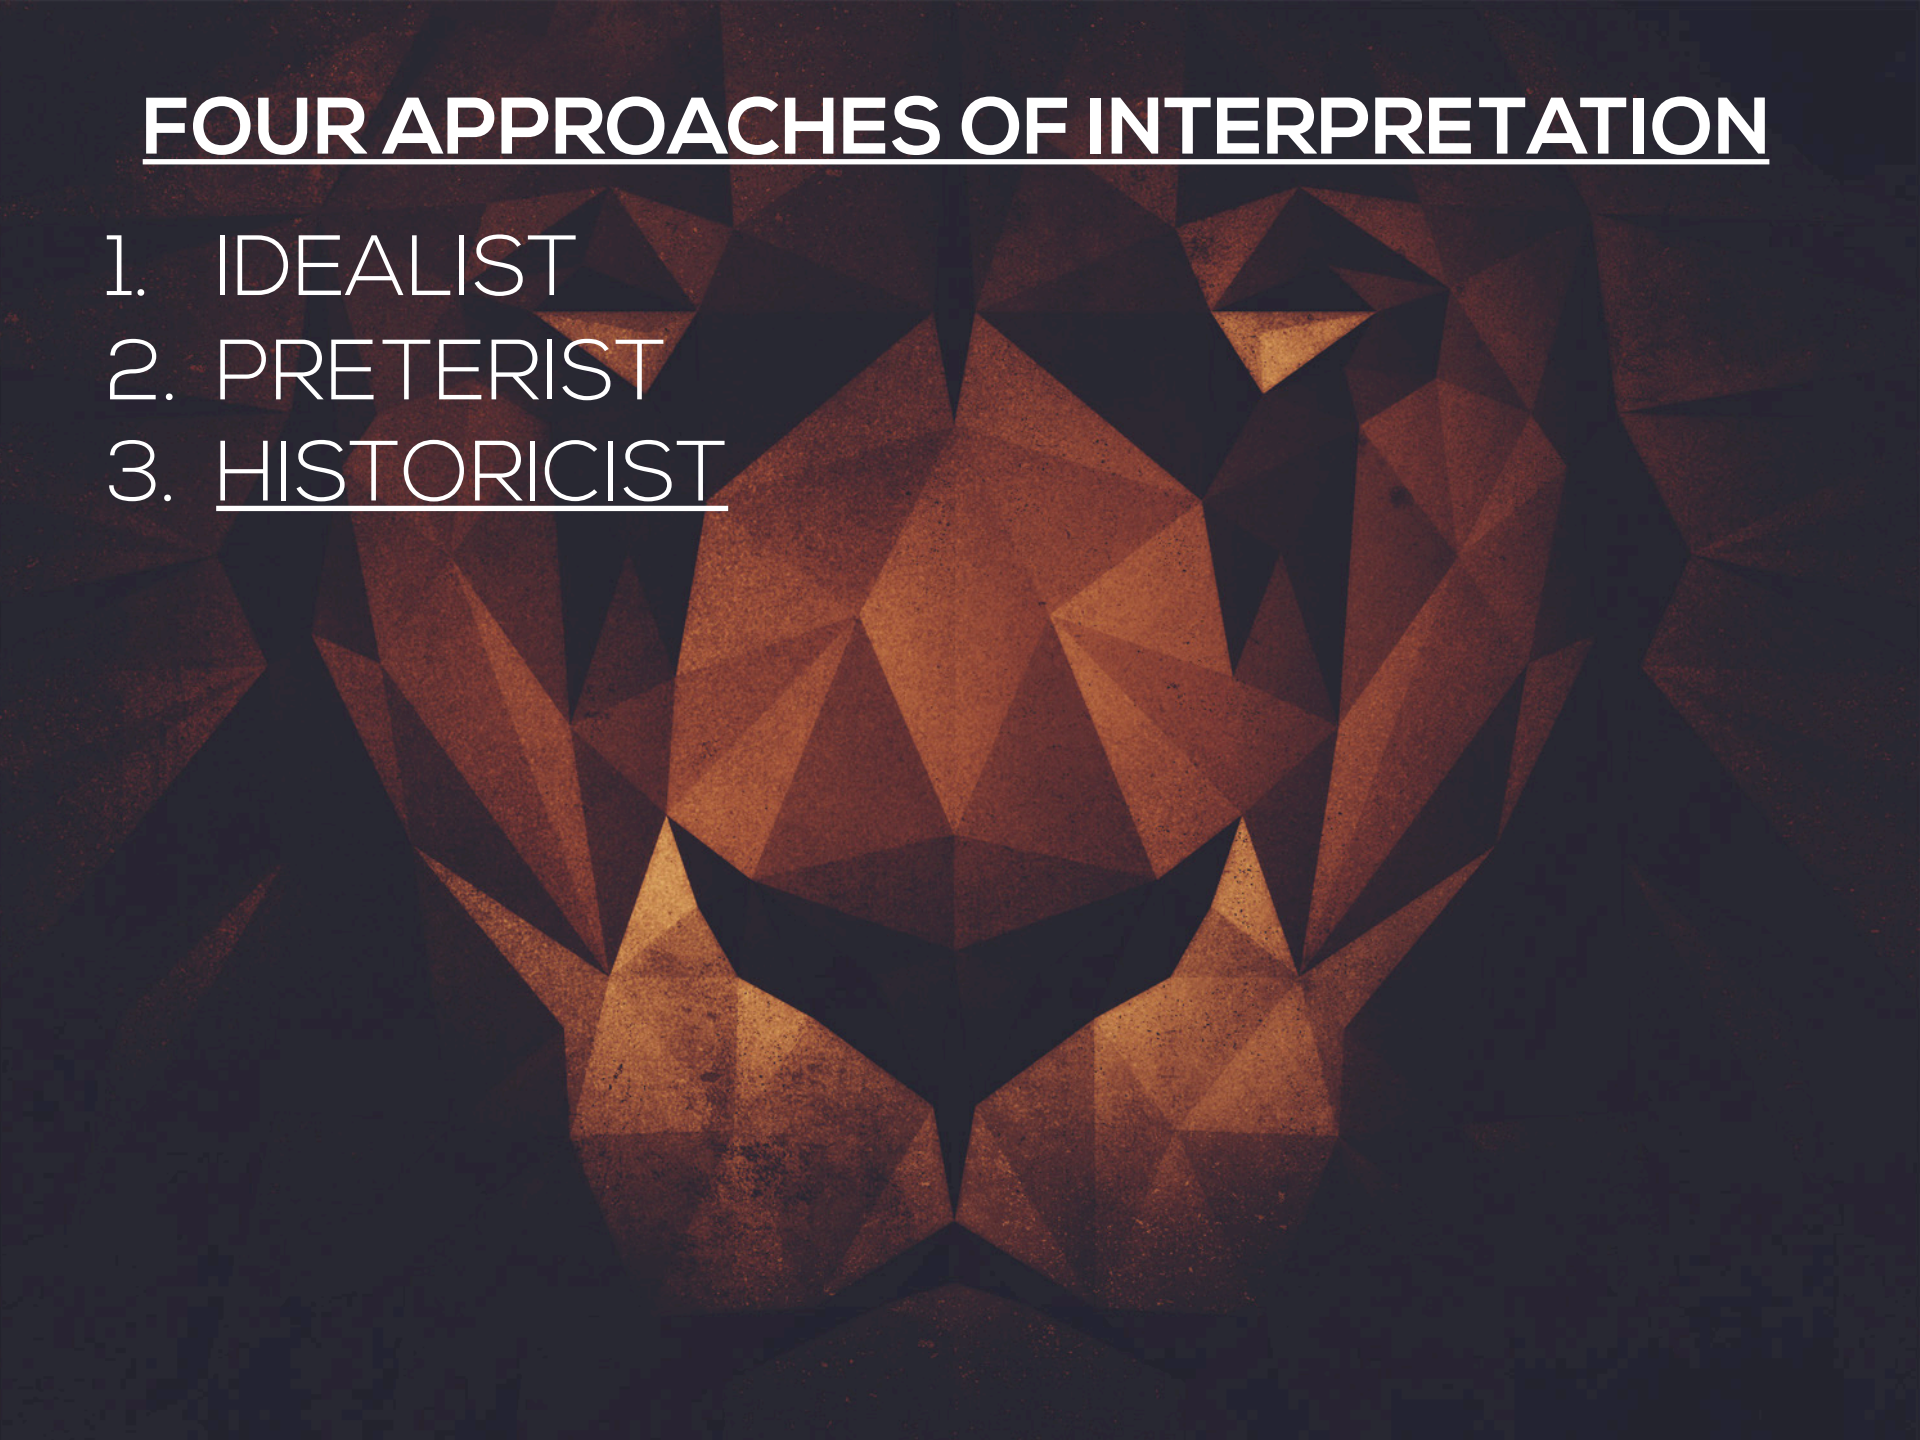 FOUR APPROACHES OF INTERPRETATION
1. IDEALIST
2. PRETERIST
3. HISTORICIST